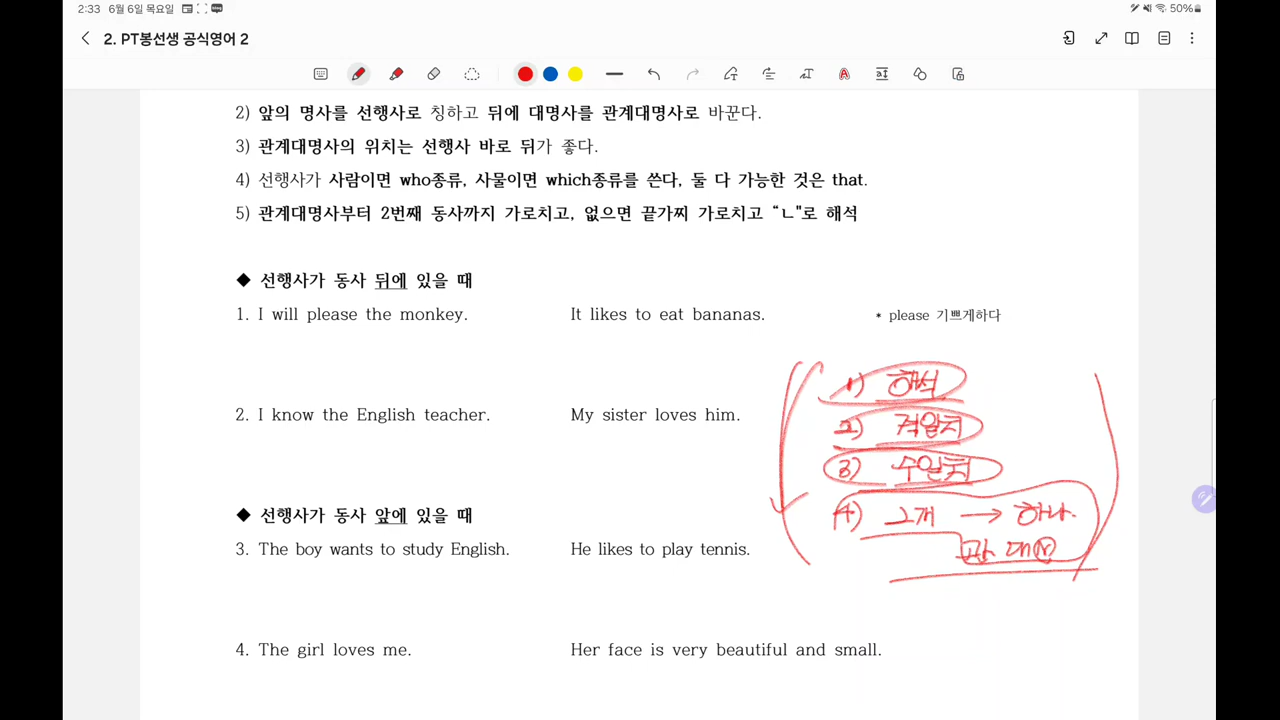 2:33 6월 6일 목요일 50%
2. PT봉선생 공식영어 2
2) 앞의 명사를 선행사로 칭하고 뒤에 대명사를 관계대명사로 바꾼다.
3) 관계대명사의 위치는 선행사 바로 뒤가 좋다.
4) 선행사가 사람이면 who종류, 사물이면 which종류를 쓴다, 둘 다 가능한 것은 that.
5) 관계대명사부터 2번째 동사까지 가로치고, 없으면 끝가찌 가로치고 “ㄴ"로 해석
◆ 선행사가 동사 뒤에 있을 때
1. I will please the monkey. It likes to eat bananas. * please 기쁘게하다
1) 해석
2. I know the English teacher. My sister loves him.
2) 격일치
3) 수일치
◆ 선행사가 동사 앞에 있을 때
4) 2개 → 하나.
3. The boy wants to study English. He likes to play tennis.
관 대
4. The girl loves me. Her face is very beautiful and small.